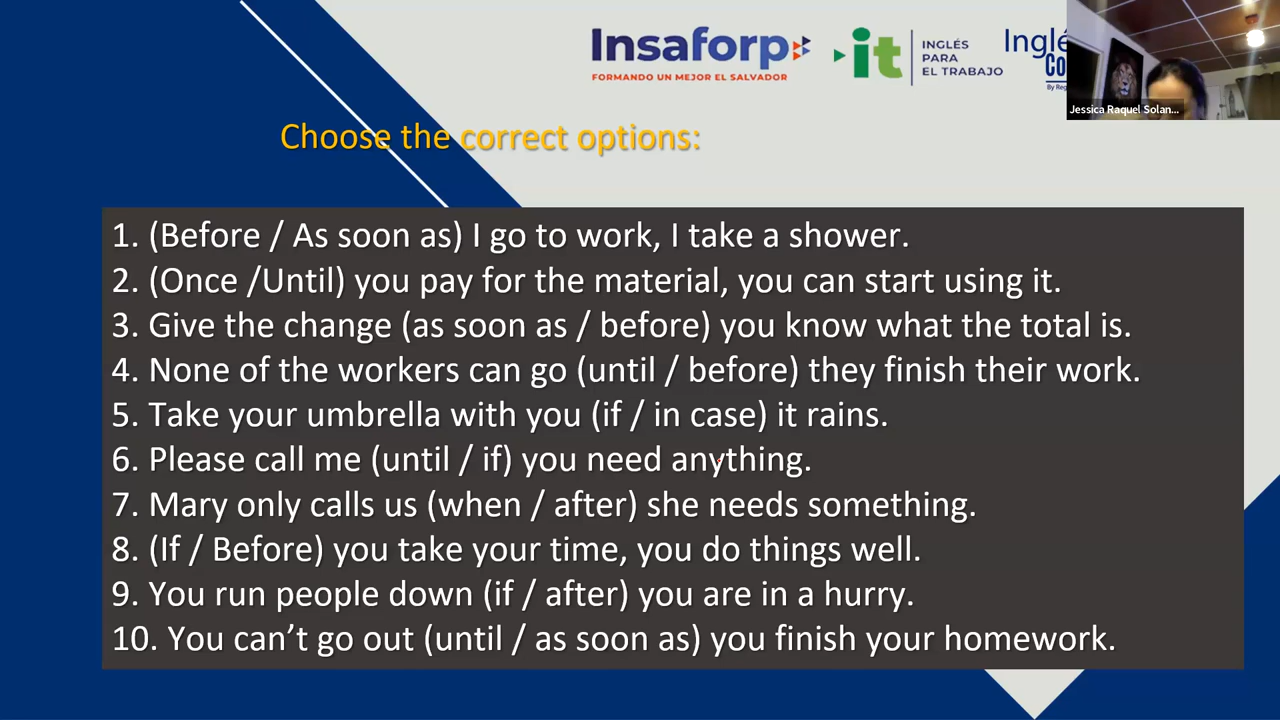 Insaforp
FORMANDO UN MEJOR EL SALVADOR
it
INGLÉS
PARA
EL TRABAJO
Jessica Raquel Solan...
Choose the correct options:
1. (Before / As soon as) I go to work, I take a shower.
2. (Once /Until) you pay for the material, you can start using it.
3. Give the change (as soon as / before) you know what the total is.
4. None of the workers can go (until / before) they finish their work.
5. Take your umbrella with you (if / in case) it rains.
6. Please call me (until / if) you need anything.
7. Mary only calls us (when / after) she needs something.
8. (If / Before) you take your time, you do things well.
9. You run people down (if / after) you are in a hurry.
10. You can’t go out (until / as soon as) you finish your homework.